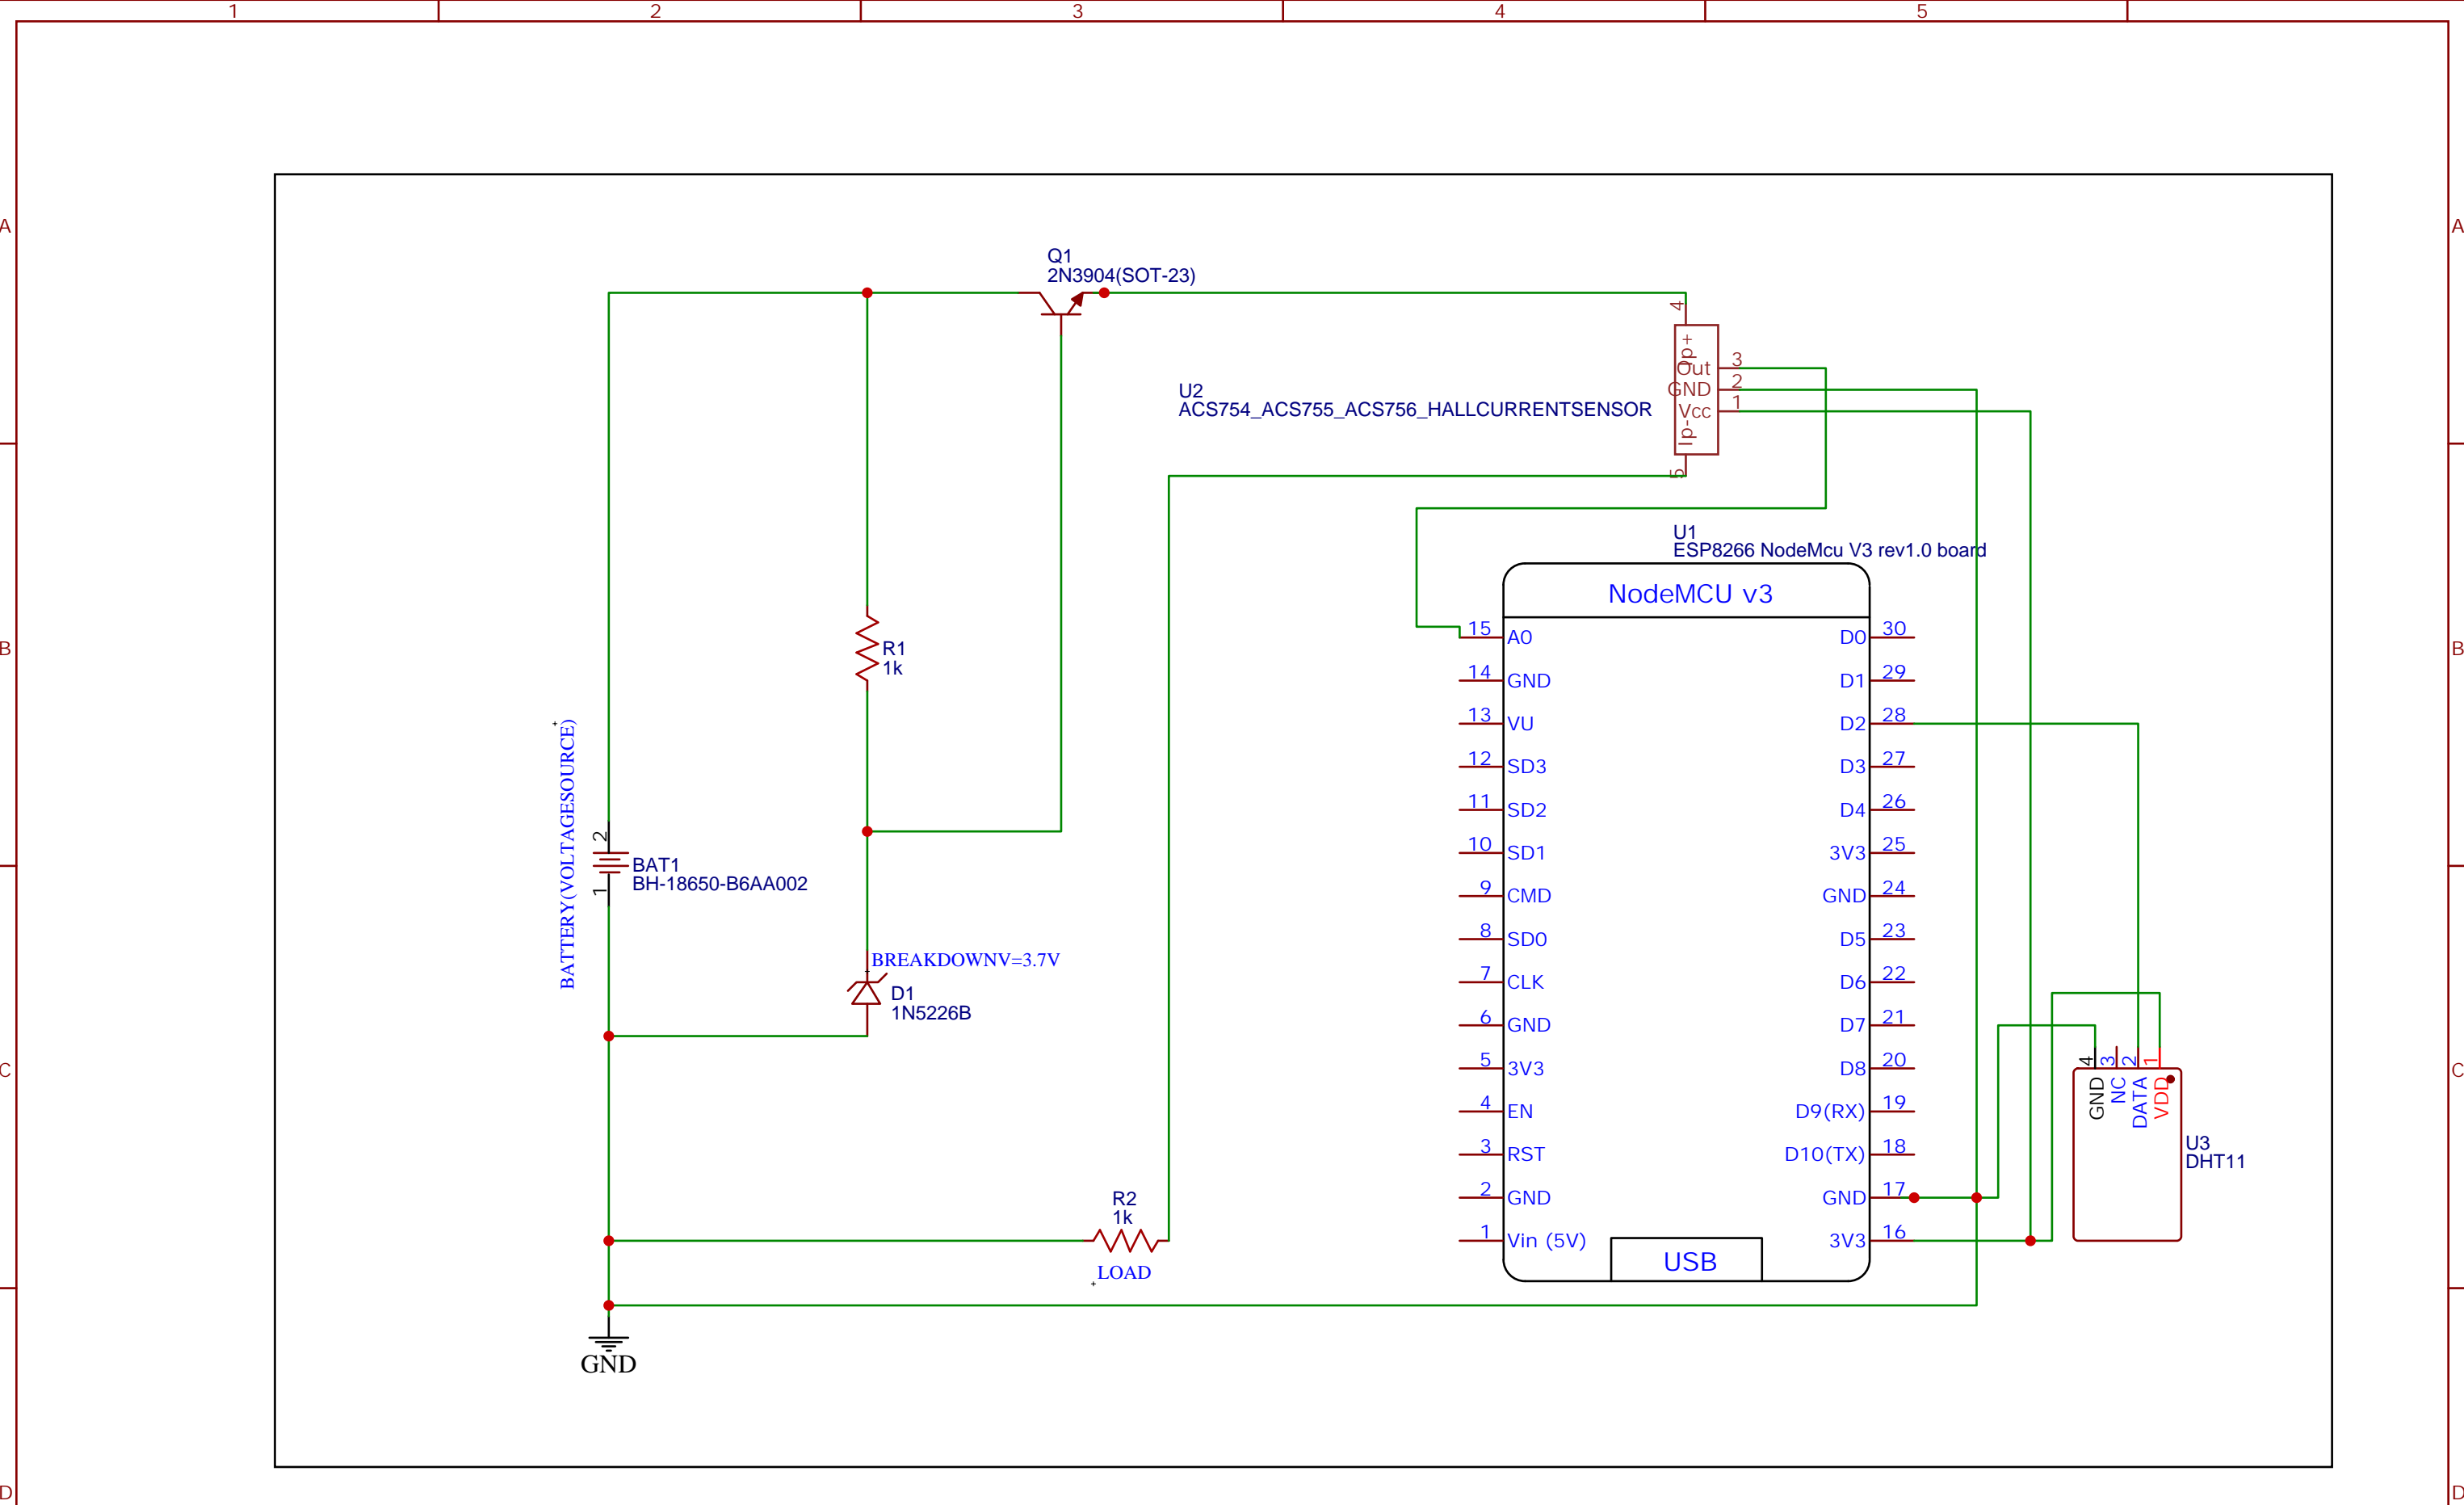 1 2 3 4 5
A A
Q1
2N3904(SOT-23)
4
Ip+
3
Out
2
GND
1
Vcc
Ip-
5
U2
ACS754_ACS755_ACS756_HALLCURRENTSENSOR
U1
ESP8266 NodeMcu V3 rev1.0 board
NodeMCU v3
15 A0 D0 30
14 GND D1 29
13 VU D2 28
12 SD3 D3 27
11 SD2 D4 26
10 SD1 3V3 25
9 CMD GND 24
8 SD0 D5 23
7 CLK D6 22
6 GND D7 21
5 3V3 D8 20
4 EN D9(RX) 19
3 RST D10(TX) 18
2 GND GND 17
1 Vin (5V) 3V3 16
USB
B B
R1
1k
BATTERY(VOLTAGESOURCE)
+
2
BAT1
BH-18650-B6AA002
1
BREAKDOWNV=3.7V
+
D1
1N5226B
C C
4 3 2 1
GND NC DATA VDD
U3
DHT11
R2
1k
LOAD
+
GND
D D